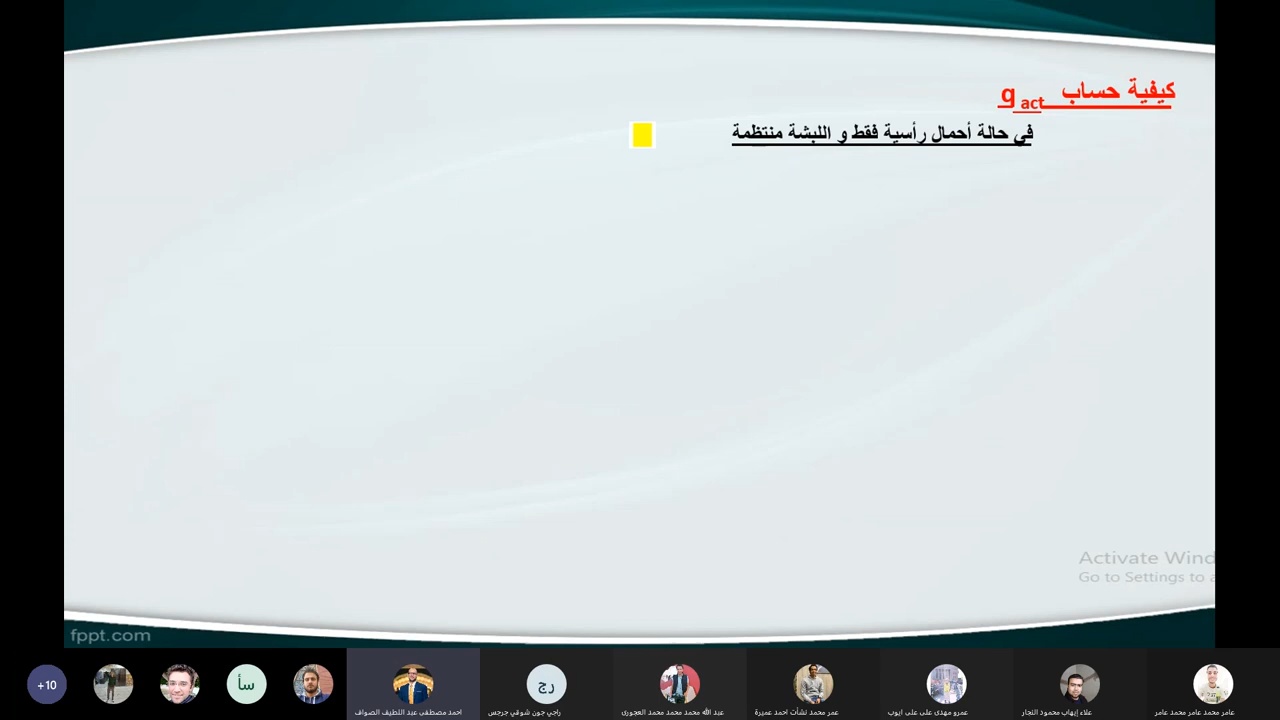 كيفية حساب g act
في حالة أحمال رأسية فقط و اللبشة منتظمة
Activate Wind
Go to Settings to a
fppt.com
+10
سأ
احمد مصطفى عبد اللطيف الصواف
رج
راجي جون شوقي جرجس
عبد الله محمد محمد محمد العجورى
عمر محمد نشأت احمد عميرة
عمرو مهدى على على ايوب
علاء إيهاب محمود النجار
عامر محمد عامر محمد عامر